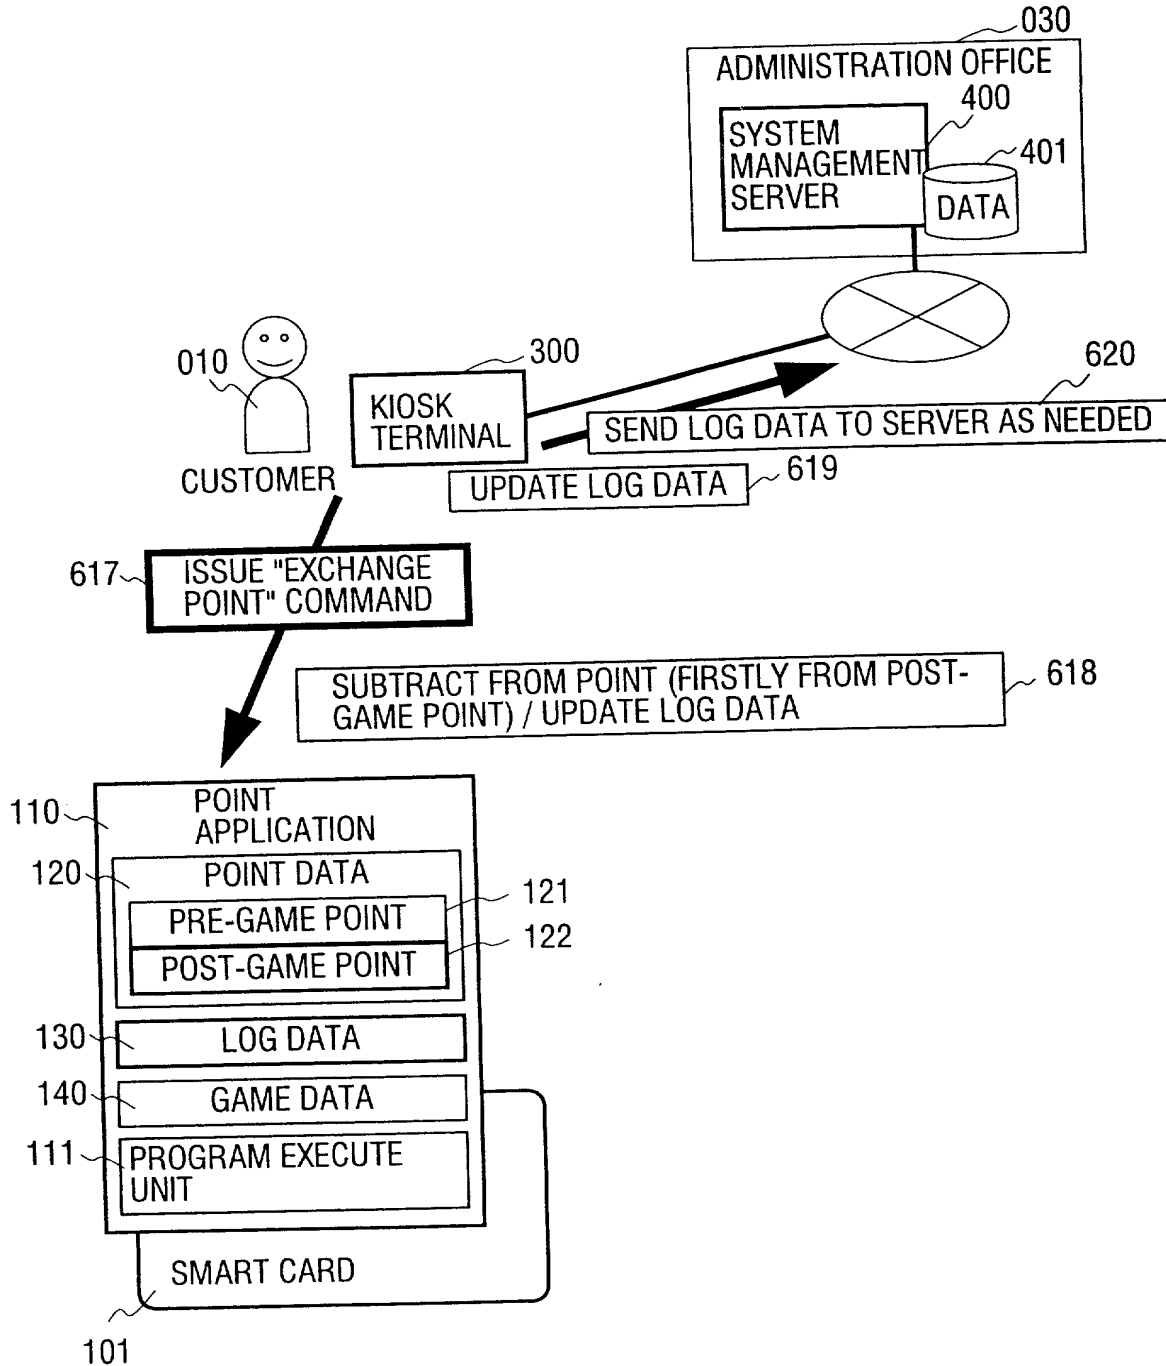 030
ADMINISTRATION OFFICE
400
SYSTEM
MANAGEMENT
SERVER
401
DATA
010
CUSTOMER
300
KIOSK
TERMINAL
620
SEND LOG DATA TO SERVER AS NEEDED
UPDATE LOG DATA
619
617
ISSUE "EXCHANGE
POINT" COMMAND
SUBTRACT FROM POINT (FIRSTLY FROM POST-
GAME POINT) / UPDATE LOG DATA
618
110
POINT
APPLICATION
120
POINT DATA
121
PRE-GAME POINT
122
POST-GAME POINT
130
LOG DATA
140
GAME DATA
111
PROGRAM EXECUTE
UNIT
SMART CARD
101